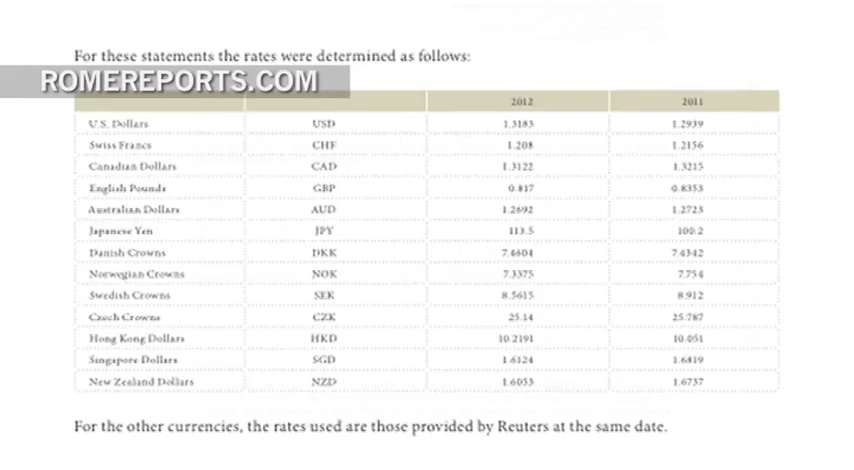 For these statements the rates were determined as follows:
ROMEREPORTS.COM
2012 2011
U.S. Dollars USD 1.3183 1.2939
Swiss Francs CHF 1.208 1.2156
Canadian Dollars CAD 1.3122 1.3215
English Pounds GBP 0.817 0.8353
Australian Dollars AUD 1.2692 1.2723
Japanese Yen JPY 113.5 100.2
Danish Crowns DKK 7.4604 7.4342
Norwegian Crowns NOK 7.3375 7.754
Swedish Crowns SEK 8.5615 8.912
Czech Crowns CZK 25.14 25.787
Hong Kong Dollars HKD 10.2191 10.051
Singapore Dollars SGD 1.6124 1.6819
New Zealand Dollars NZD 1.6053 1.6737
For the other currencies, the rates used are those provided by Reuters at the same date.